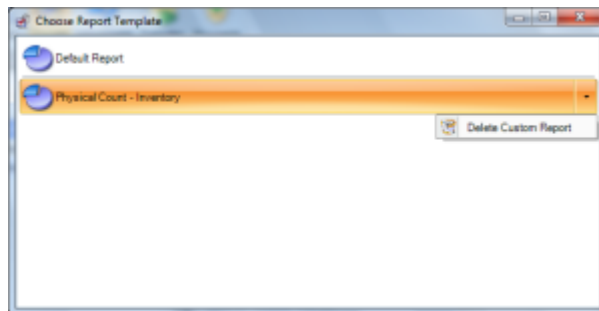 Choose Report Template
Default Report
Physical Count - Inventory
Delete Custom Report